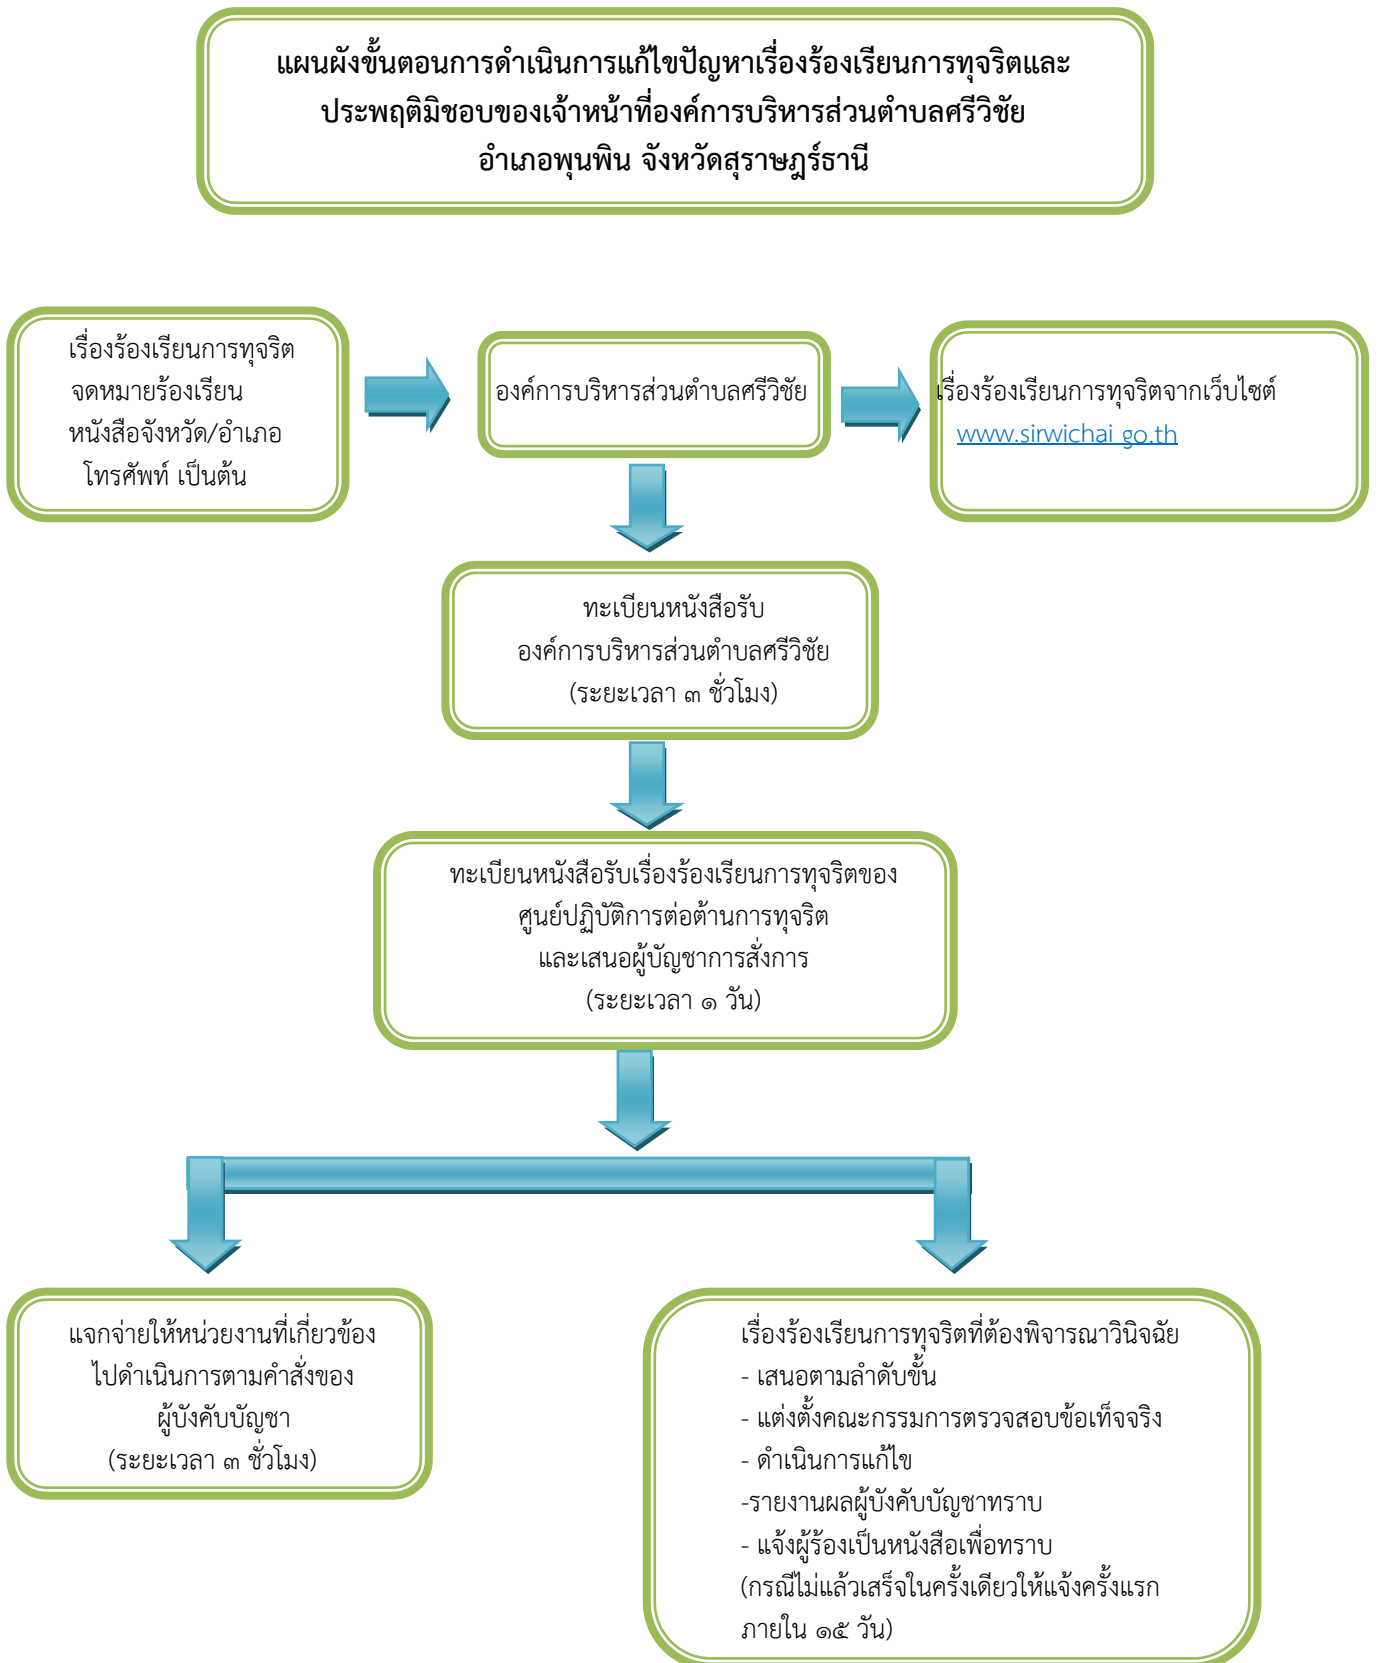 แผนผังขั้นตอนการดำเนินการแก้ไขปัญหาเรื่องร้องเรียนการทุจริตและ
ประพฤติมิชอบของเจ้าหน้าที่องค์การบริหารส่วนตำบลศรีวิชัย
อำเภอพุนพิน จังหวัดสุราษฎร์ธานี
เรื่องร้องเรียนการทุจริต
จดหมายร้องเรียน
หนังสือจังหวัด/อำเภอ
โทรศัพท์ เป็นต้น
องค์การบริหารส่วนตำบลศรีวิชัย
เรื่องร้องเรียนการทุจริตจากเว็บไซต์
www.sirwichai go.th
ทะเบียนหนังสือรับ
องค์การบริหารส่วนตำบลศรีวิชัย
(ระยะเวลา ๓ ชั่วโมง)
ทะเบียนหนังสือรับเรื่องร้องเรียนการทุจริตของ
ศูนย์ปฏิบัติการต่อต้านการทุจริต
และเสนอผู้บัญชาการสั่งการ
(ระยะเวลา ๑ วัน)
แจกจ่ายให้หน่วยงานที่เกี่ยวข้อง
ไปดำเนินการตามคำสั่งของ
ผู้บังคับบัญชา
(ระยะเวลา ๓ ชั่วโมง)
เรื่องร้องเรียนการทุจริตที่ต้องพิจารณาวินิจฉัย
- เสนอตามลำดับขั้น
- แต่งตั้งคณะกรรมการตรวจสอบข้อเท็จจริง
- ดำเนินการแก้ไข
-รายงานผลผู้บังคับบัญชาทราบ
- แจ้งผู้ร้องเป็นหนังสือเพื่อทราบ
(กรณีไม่แล้วเสร็จในครั้งเดียวให้แจ้งครั้งแรก
ภายใน ๑๕ วัน)